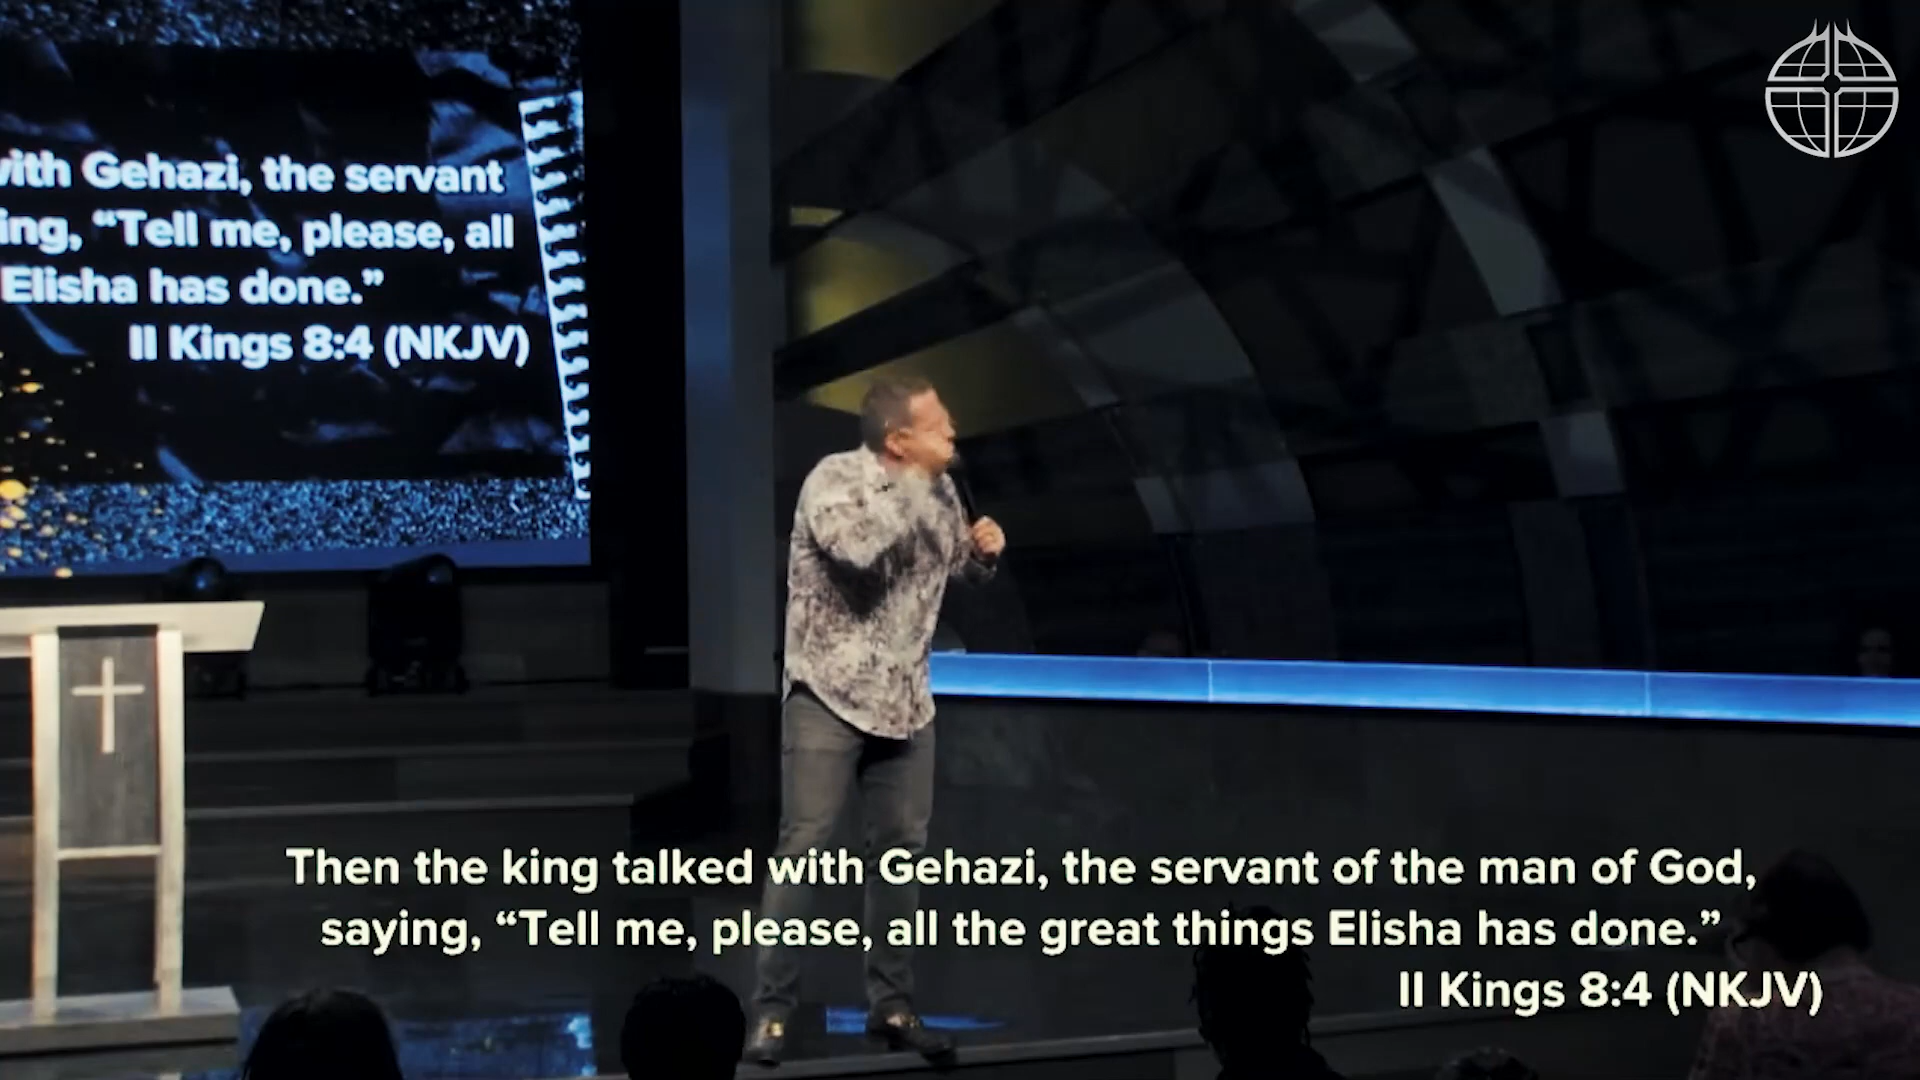 with Gehazi, the servant
ing, “Tell me, please, all
Elisha has done.”
II Kings 8:4 (NKJV)
Then the king talked with Gehazi, the servant of the man of God,
saying, “Tell me, please, all the great things Elisha has done.”
II Kings 8:4 (NKJV)